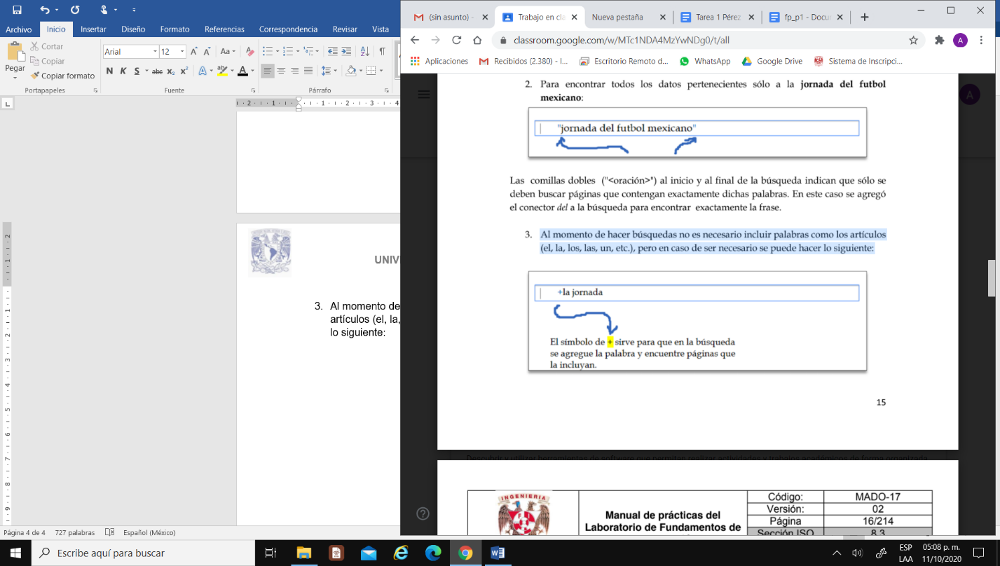 Archivo Inicio Insertar Diseño Formato Referencias Correspondencia Revisar Vista
Pegar
Cortar
Copiar
Copiar formato
Portapapeles
Arial 12
Fuente
Párrafo
UNIV
3. Al momento de
artículos (el, la,
lo siguiente:
Página 4 de 4 727 palabras Español (México)
(sin asunto) - Trabajo en cla Nueva pestaña Tarea 1 Pérez fp_p1 - Docu
classroom.google.com/w/MTc1NDA4MzYwNDg0/t/all
A
Aplicaciones Recibidos (2.380) - l... Escritorio Remoto d... WhatsApp Google Drive Sistema de Inscripci...
2. Para encontrar todos los datos pertenecientes sólo a la jornada del futbol
mexicano:
"jornada del futbol mexicano"
Las comillas dobles ("<oración>") al inicio y al final de la búsqueda indican que sólo se
deben buscar páginas que contengan exactamente dichas palabras. En este caso se agregó
el conector del a la búsqueda para encontrar exactamente la frase.
3. Al momento de hacer búsquedas no es necesario incluir palabras como los artículos
(el, la, los, las, un, etc.), pero en caso de ser necesario se puede hacer lo siguiente:
+la jornada
El símbolo de + sirve para que en la búsqueda
se agregue la palabra y encuentre páginas que
la incluyan.
15
Descubrir y utilizar herramientas de software que permitan realizar actividades y trabajos académicos de forma organizada
INGENIERIA
Manual de prácticas del
Laboratorio de Fundamentos de
Código: MADO-17
Versión: 02
Página 16/214
Sección ISO 8.3
Escribe aquí para buscar
ESP
LAA
05:08 p. m.
11/10/2020